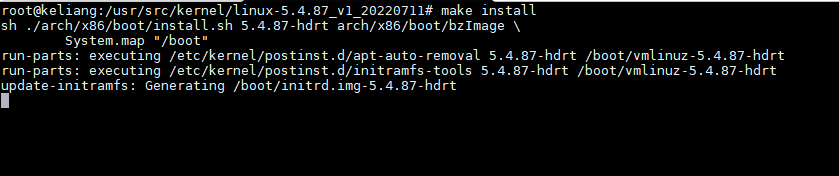 root@keliang:/usr/src/kernel/linux-5.4.87_v1_20220711# make install
sh ./arch/x86/boot/install.sh 5.4.87-hdrt arch/x86/boot/bzImage \
        System.map "/boot"
run-parts: executing /etc/kernel/postinst.d/apt-auto-removal 5.4.87-hdrt /boot/vmlinuz-5.4.87-hdrt
run-parts: executing /etc/kernel/postinst.d/initramfs-tools 5.4.87-hdrt /boot/vmlinuz-5.4.87-hdrt
update-initramfs: Generating /boot/initrd.img-5.4.87-hdrt